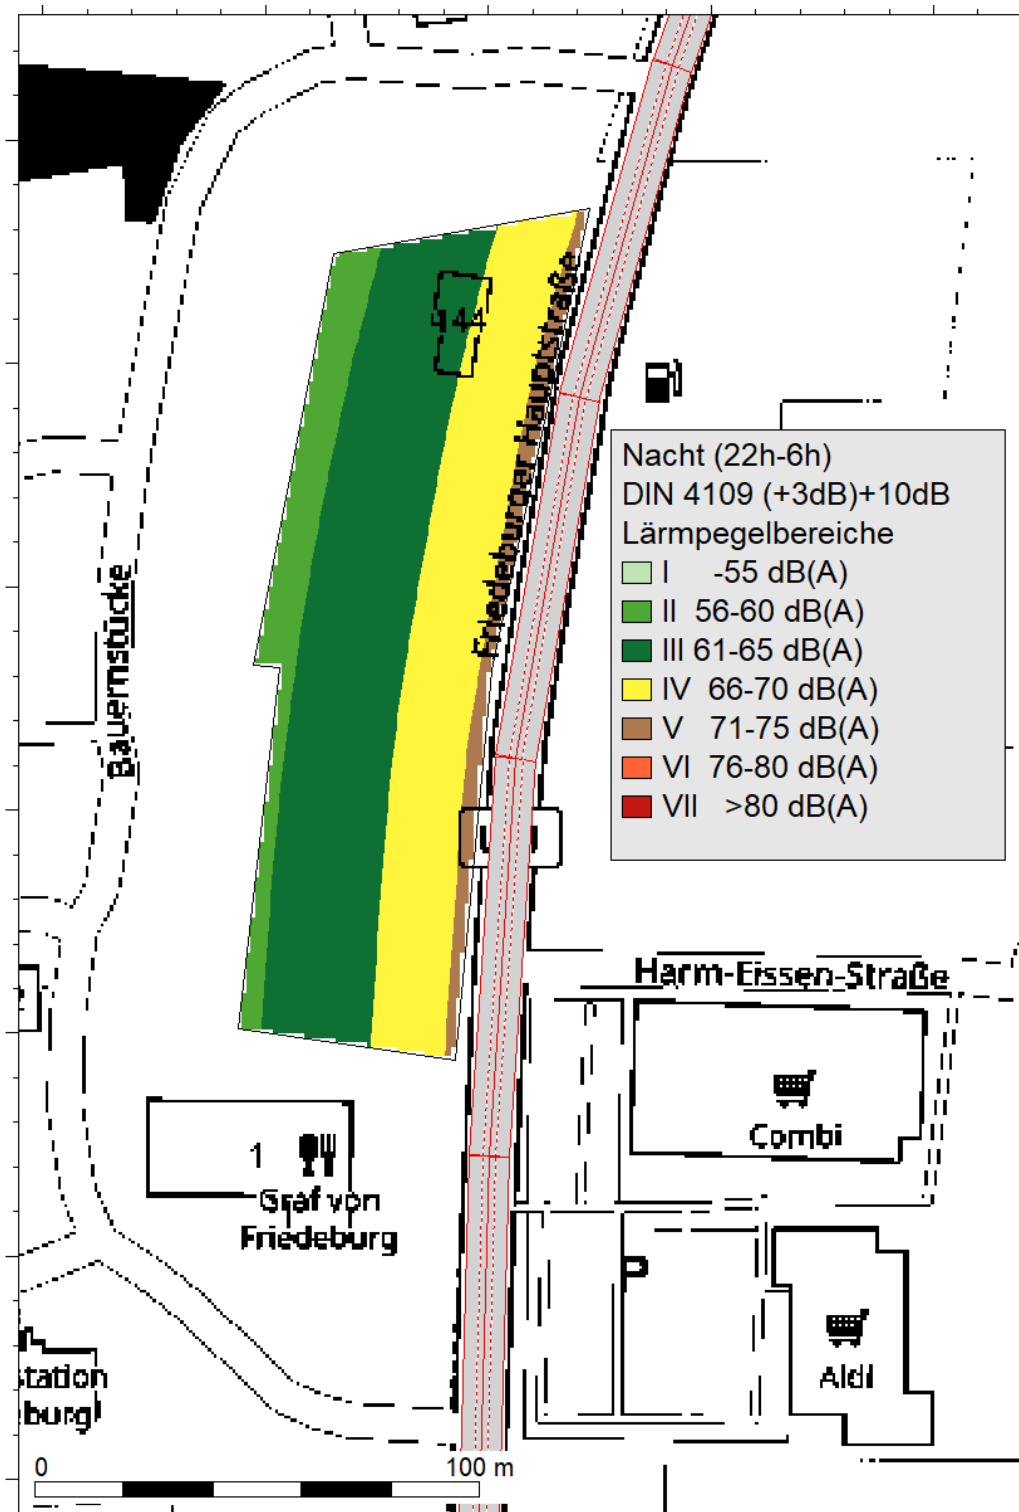 444
Friedeburger Hauptstraße
Nacht (22h-6h)
DIN 4109 (+3dB)+10dB
Lärmpegelbereiche
I -55 dB(A)
II 56-60 dB(A)
III 61-65 dB(A)
IV 66-70 dB(A)
V 71-75 dB(A)
VI 76-80 dB(A)
VII >80 dB(A)
Bauernstücke
Harm-Eissen-Straße
Combi
1
Graf von
Friedeburg
P
Aldi
station
burg
0 100 m